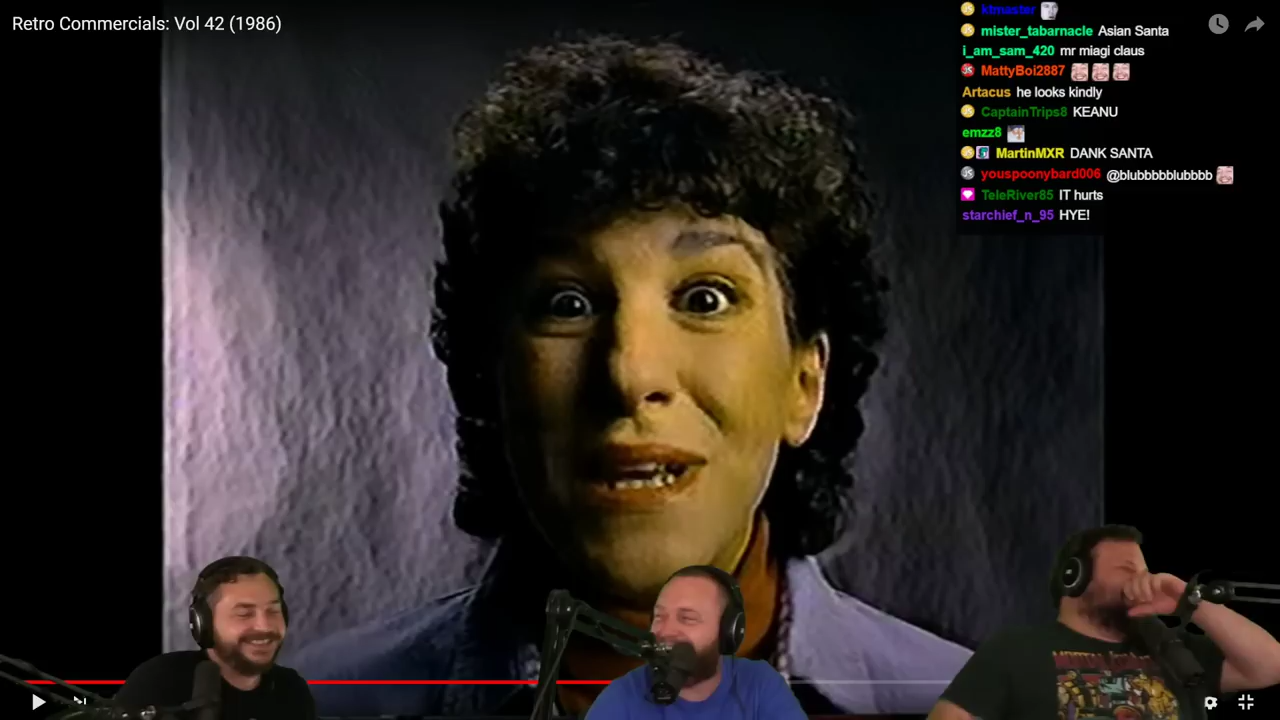 Retro Commercials: Vol 42 (1986)
ktmaster
mister_tabarnacle Asian Santa
i_am_sam_420 mr miagi claus
MattyBoi2887
Artacus he looks kindly
CaptainTrips8 KEANU
emzz8
MartinMXR DANK SANTA
youspoonybard006 @blubbbbblubbbb
TeleRiver85 IT hurts
starchief_n_95 HYE!